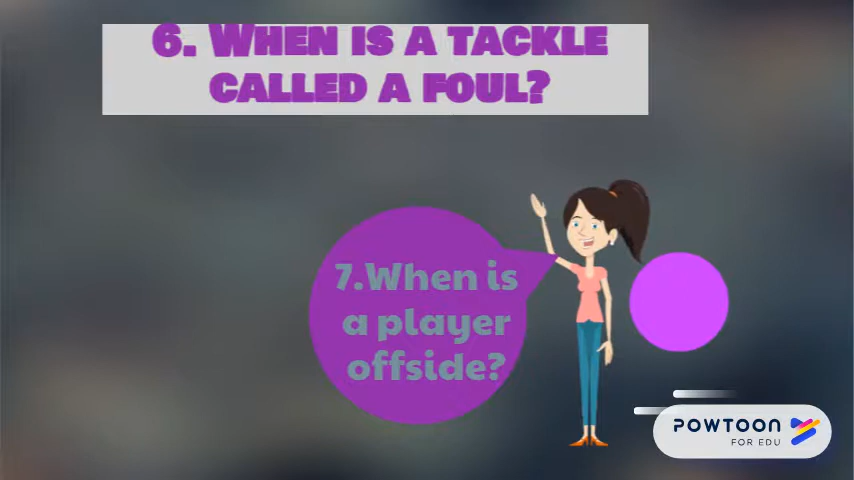 6. WHEN IS A TACKLE
CALLED A FOUL?
7.When is
a player
offside?
POWTOON
FOR EDU